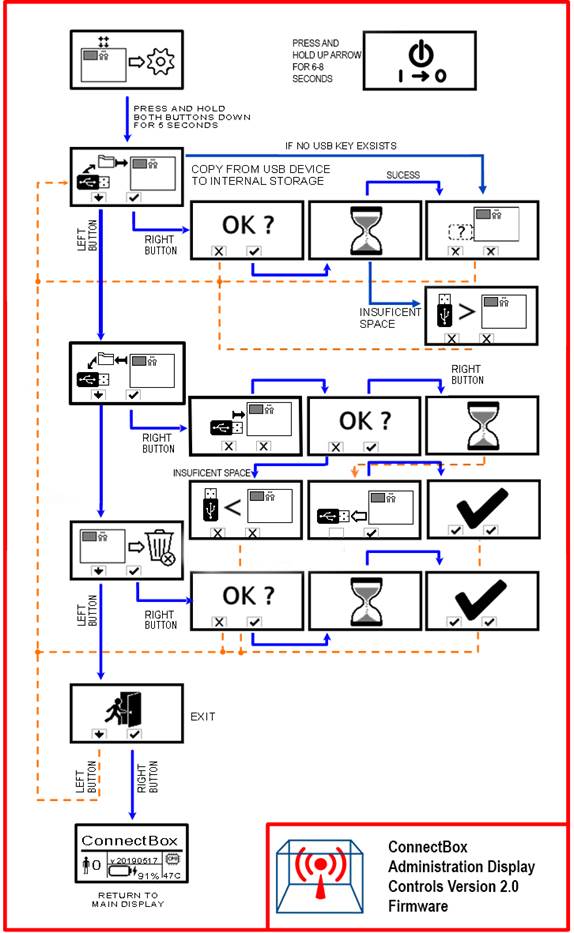 PRESS AND
HOLD UP ARROW
FOR 6-8
SECONDS
I → O
PRESS AND HOLD
BOTH BUTTONS DOWN
FOR 5 SECONDS
IF NO USB KEY EXSISTS
COPY FROM USB DEVICE
TO INTERNAL STORAGE
SUCESS
LEFT
BUTTON
RIGHT
BUTTON
OK ?
?
INSUFICENT
SPACE
>
RIGHT
BUTTON
RIGHT
BUTTON
OK ?
INSUFICENT SPACE
<
LEFT
BUTTON
RIGHT
BUTTON
OK ?
EXIT
LEFT
BUTTON
RIGHT
BUTTON
ConnectBox
0
v 20190517
CPU
91%
47C
RETURN TO
MAIN DISPLAY
ConnectBox
Administration Display
Controls Version 2.0
Firmware